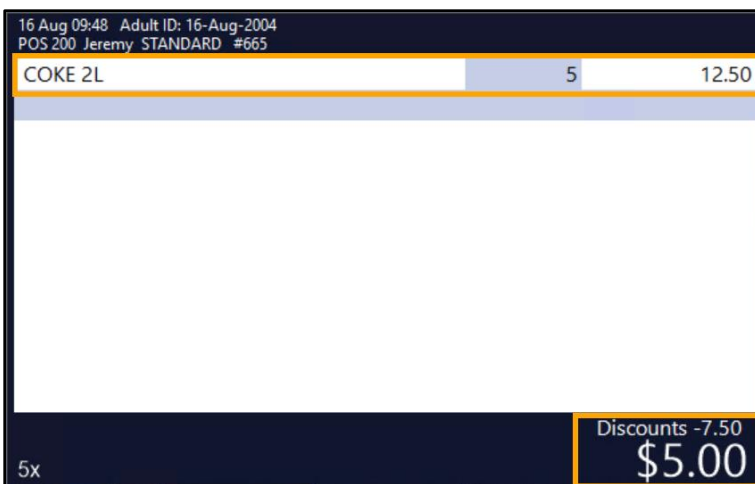 16 Aug 09:48 Adult ID: 16-Aug-2004
POS 200 Jeremy STANDARD #665
COKE 2L 5 12.50
Discounts -7.50
5x $5.00